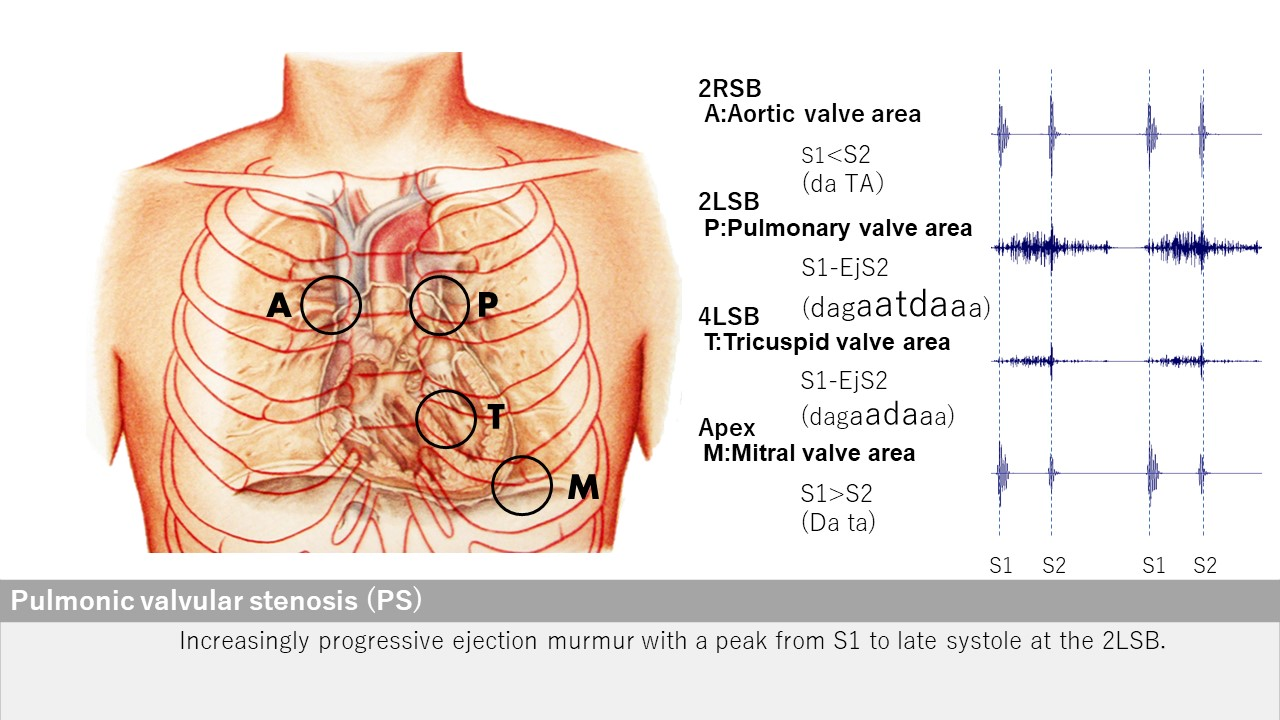 A
P
T
M
2RSB
A:Aortic valve area
S1<S2
(da TA)
2LSB
P:Pulmonary valve area
S1-EjS2
(dagaatdaaa)
4LSB
T:Tricuspid valve area
S1-EjS2
(dagaadaaa)
Apex
M:Mitral valve area
S1>S2
(Da ta)
S1 S2 S1 S2
Pulmonic valvular stenosis (PS)
Increasingly progressive ejection murmur with a peak from S1 to late systole at the 2LSB.